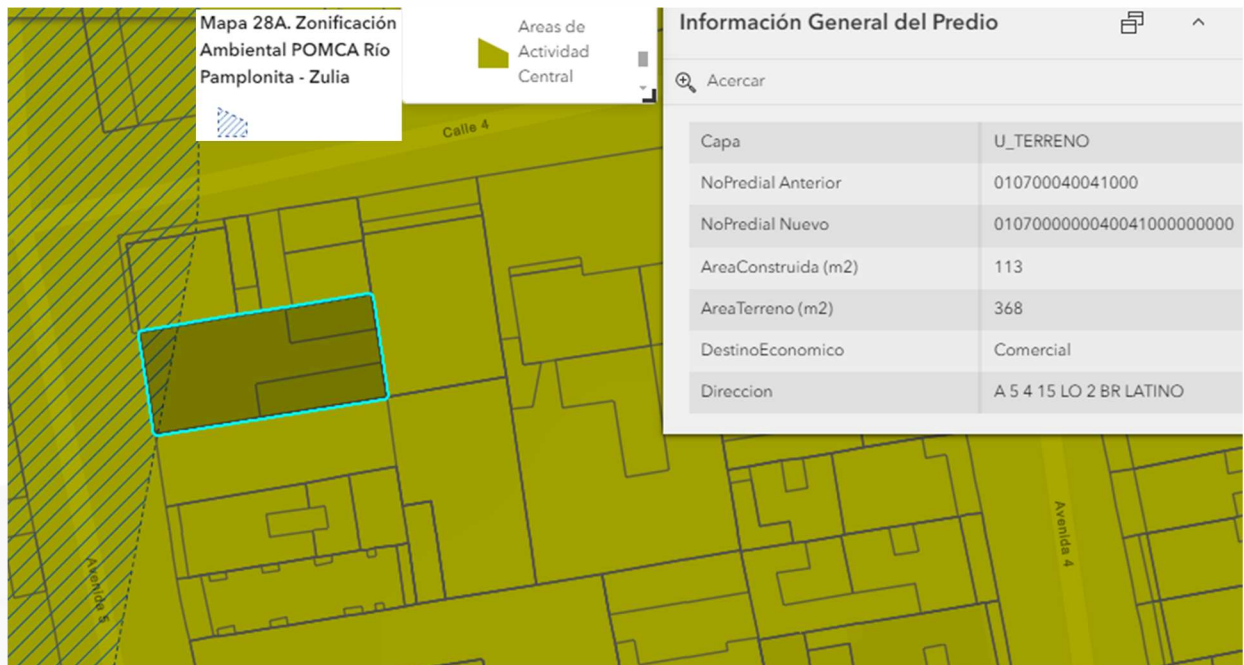 Mapa 28A. Zonificación
Ambiental POMCA Río
Pamplonita - Zulia
Areas de
Actividad
Central
Información General del Predio
Acercar
Capa U_TERRENO
NoPredial Anterior 010700040041000
NoPredial Nuevo 010700000040041000000000
AreaConstruida (m2) 113
AreaTerreno (m2) 368
DestinoEconomico Comercial
Direccion A 5 4 15 LO 2 BR LATINO
Calle 4
Avenida 4
Avenida 5